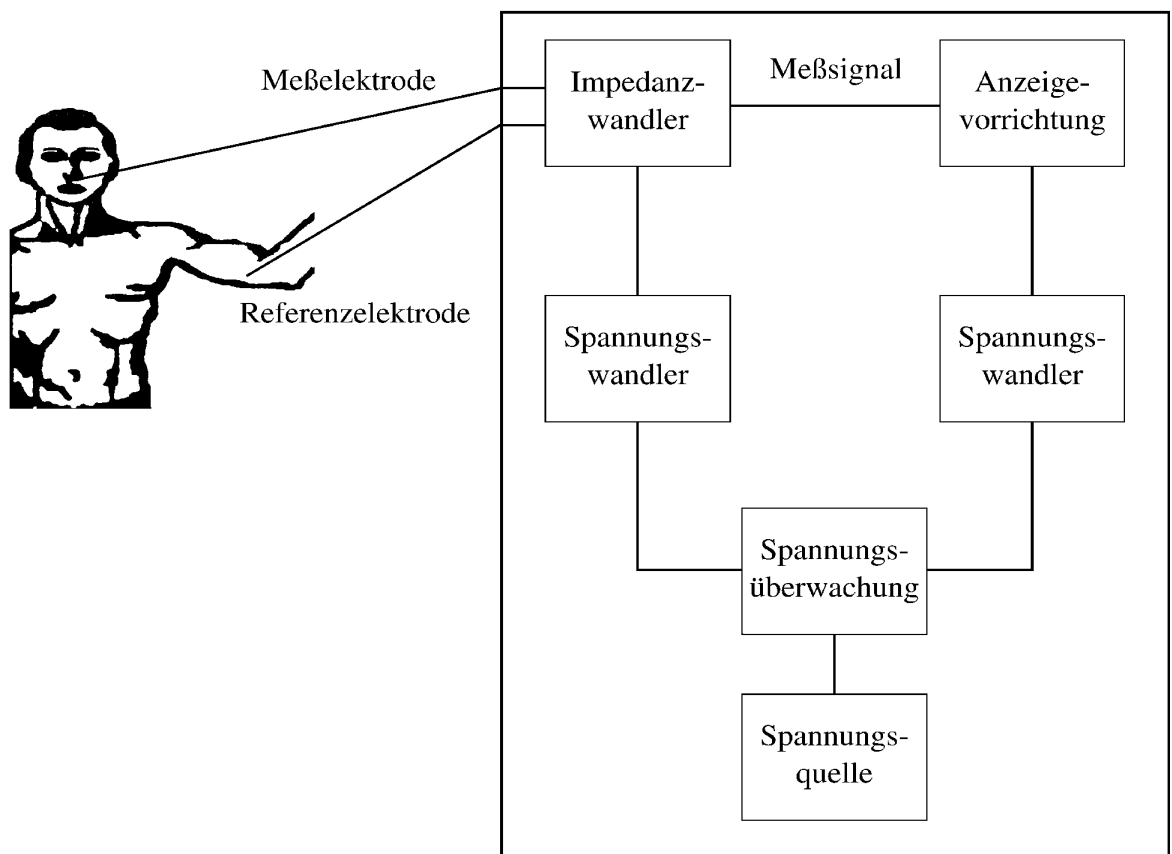 Meßelektrode
Referenzelektrode
Impedanz-
wandler
Meßsignal
Anzeige-
vorrichtung
Spannungs-
wandler
Spannungs-
wandler
Spannungs-
überwachung
Spannungs-
quelle